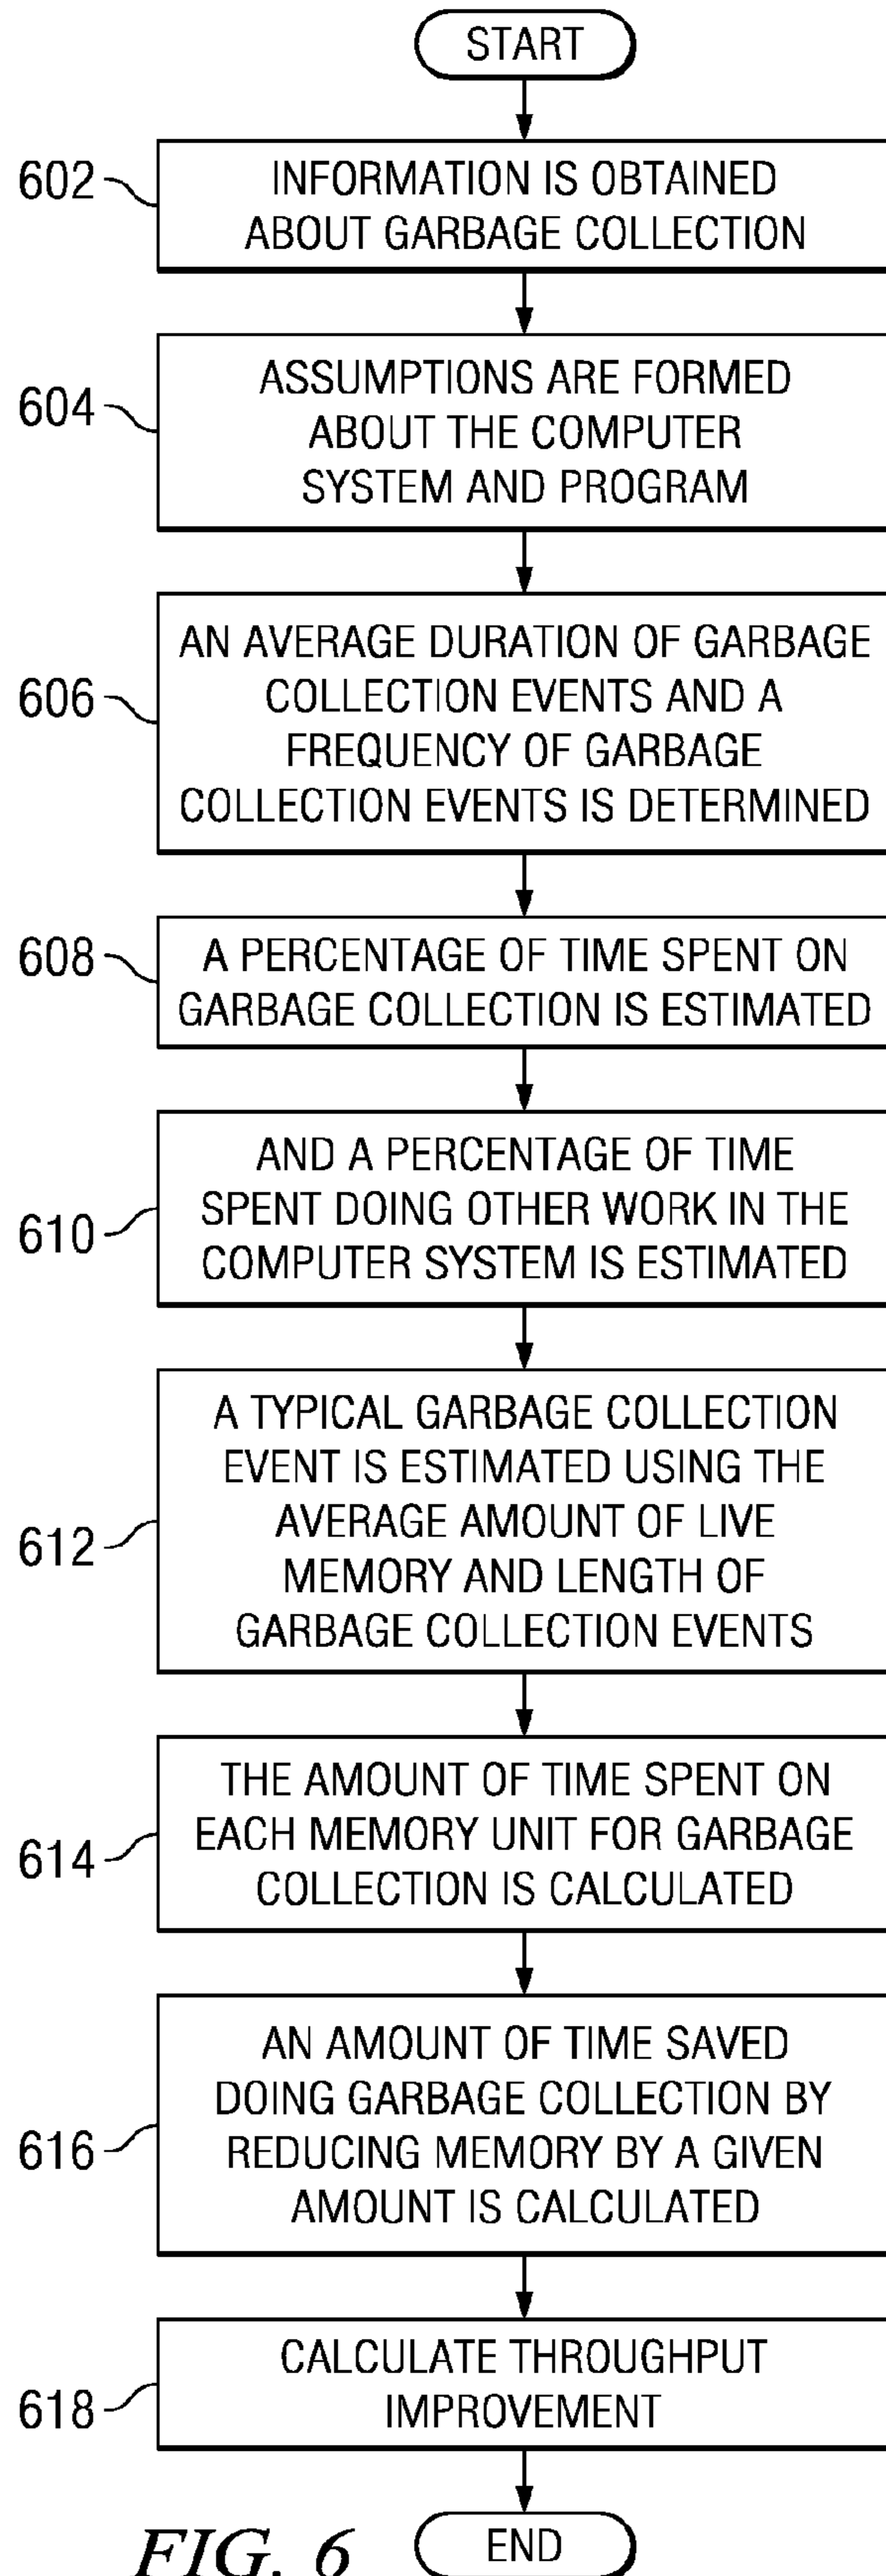 START
602
INFORMATION IS OBTAINED
ABOUT GARBAGE COLLECTION
604
ASSUMPTIONS ARE FORMED
ABOUT THE COMPUTER
SYSTEM AND PROGRAM
606
AN AVERAGE DURATION OF GARBAGE
COLLECTION EVENTS AND A
FREQUENCY OF GARBAGE
COLLECTION EVENTS IS DETERMINED
608
A PERCENTAGE OF TIME SPENT ON
GARBAGE COLLECTION IS ESTIMATED
610
AND A PERCENTAGE OF TIME
SPENT DOING OTHER WORK IN THE
COMPUTER SYSTEM IS ESTIMATED
612
A TYPICAL GARBAGE COLLECTION
EVENT IS ESTIMATED USING THE
AVERAGE AMOUNT OF LIVE
MEMORY AND LENGTH OF
GARBAGE COLLECTION EVENTS
614
THE AMOUNT OF TIME SPENT ON
EACH MEMORY UNIT FOR GARBAGE
COLLECTION IS CALCULATED
616
AN AMOUNT OF TIME SAVED
DOING GARBAGE COLLECTION BY
REDUCING MEMORY BY A GIVEN
AMOUNT IS CALCULATED
618
CALCULATE THROUGHPUT
IMPROVEMENT
FIG. 6
END